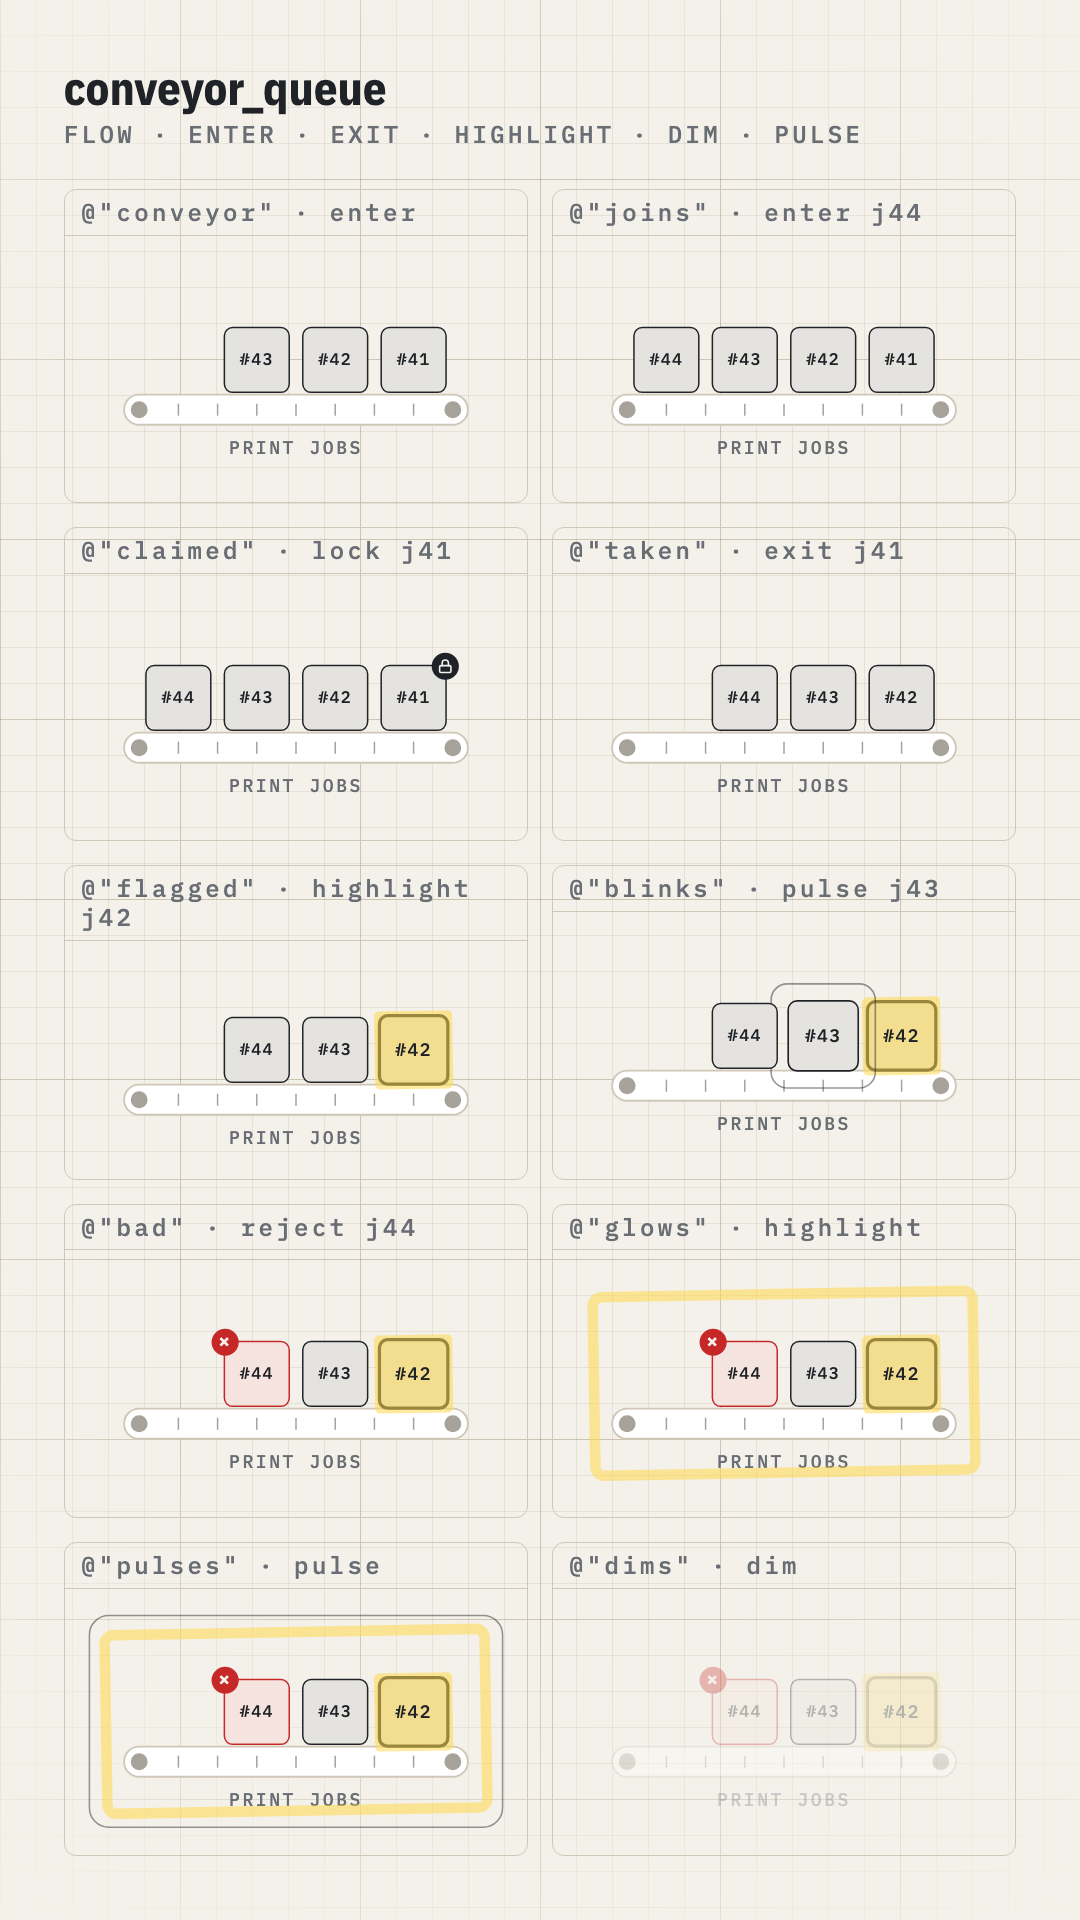 conveyor_queue
FLOW · ENTER · EXIT · HIGHLIGHT · DIM · PULSE
@"conveyor" · enter
#43 #42 #41
PRINT JOBS
@"joins" · enter j44
#44 #43 #42 #41
PRINT JOBS
@"claimed" · lock j41
#44 #43 #42 #41
PRINT JOBS
@"taken" · exit j41
#44 #43 #42
PRINT JOBS
@"flagged" · highlight
j42
#44 #43 #42
PRINT JOBS
@"blinks" · pulse j43
#44 #43 #42
PRINT JOBS
@"bad" · reject j44
#44 #43 #42
PRINT JOBS
@"glows" · highlight
#44 #43 #42
PRINT JOBS
@"pulses" · pulse
#44 #43 #42
PRINT JOBS
@"dims" · dim
#44 #43 #42
PRINT JOBS